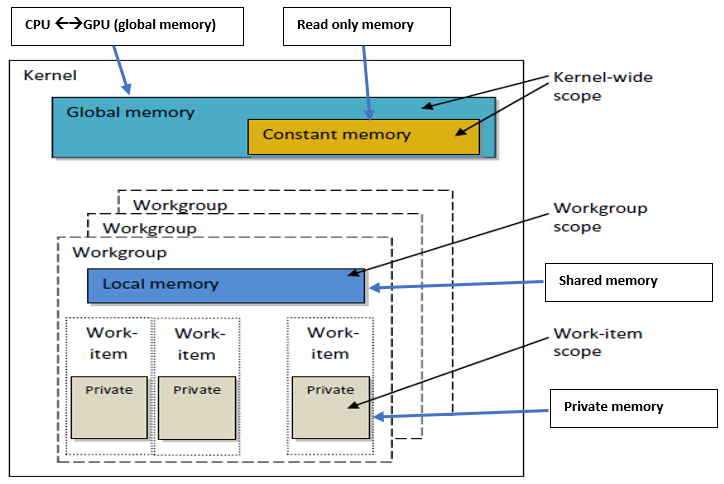 CPU ←→GPU (global memory)
Read only memory
Kernel
Global memory
Constant memory
Kernel-wide
scope
Workgroup
Workgroup
Workgroup
Workgroup
scope
Local memory
Shared memory
Work-
item
Work-
item
Work-
item
Work-item
scope
Private
Private
Private
Private memory